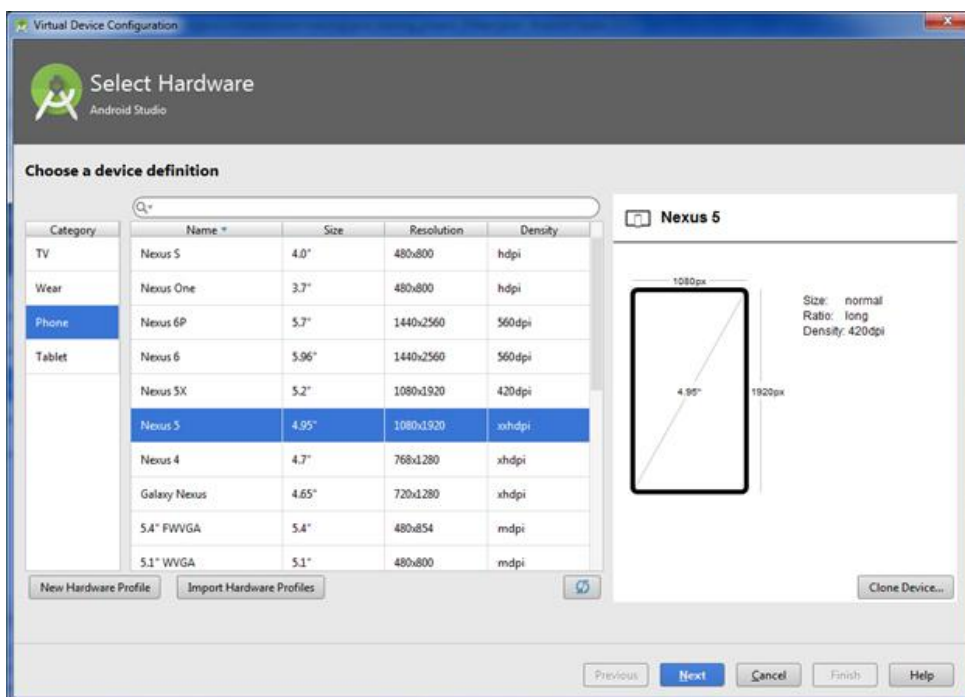 Virtual Device Configuration
Select Hardware
Android Studio
Choose a device definition
Category
TV
Wear
Phone
Tablet
Name Size Resolution Density
Nexus S 4.0" 480x800 hdpi
Nexus One 3.7" 480x800 hdpi
Nexus 6P 5.7" 1440x2560 560dpi
Nexus 6 5.96" 1440x2560 560dpi
Nexus 5X 5.2" 1080x1920 420dpi
Nexus 5 4.95" 1080x1920 xxhdpi
Nexus 4 4.7" 768x1280 xhdpi
Galaxy Nexus 4.65" 720x1280 xhdpi
5.4" FWVGA 5.4" 480x854 mdpi
5.1" WVGA 5.1" 480x800 mdpi
New Hardware Profile Import Hardware Profiles
Nexus 5
1080px
Size: normal
Ratio: long
Density: 420dpi
4.95" 1920px
Clone Device...
Previous Next Cancel Finish Help